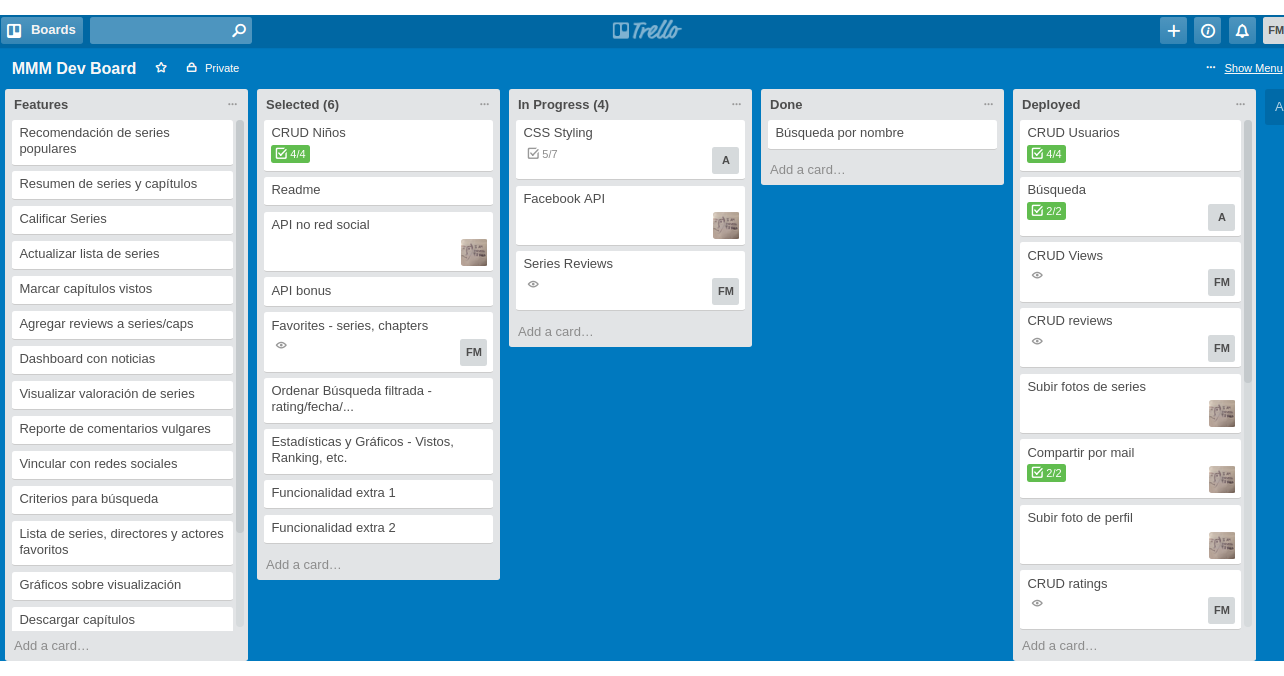 Boards
Trello
FM
MMM Dev Board
Private
··· Show Menu
Features ···
Recomendación de series
populares
Resumen de series y capítulos
Calificar Series
Actualizar lista de series
Marcar capítulos vistos
Agregar reviews a series/caps
Dashboard con noticias
Visualizar valoración de series
Reporte de comentarios vulgares
Vincular con redes sociales
Criterios para búsqueda
Lista de series, directores y actores
favoritos
Gráficos sobre visualización
Descargar capítulos
Add a card…
Selected (6) ···
CRUD Niños
4/4
Readme
API no red social
API bonus
Favorites - series, chapters
FM
Ordenar Búsqueda filtrada -
rating/fecha/...
Estadísticas y Gráficos - Vistos,
Ranking, etc.
Funcionalidad extra 1
Funcionalidad extra 2
Add a card…
In Progress (4) ···
CSS Styling
5/7
A
Facebook API
Series Reviews
FM
Add a card…
Done ···
Búsqueda por nombre
Add a card…
Deployed ···
CRUD Usuarios
4/4
Búsqueda
2/2
A
CRUD Views
FM
CRUD reviews
FM
Subir fotos de series
Compartir por mail
2/2
Subir foto de perfil
CRUD ratings
FM
Add a card…
A